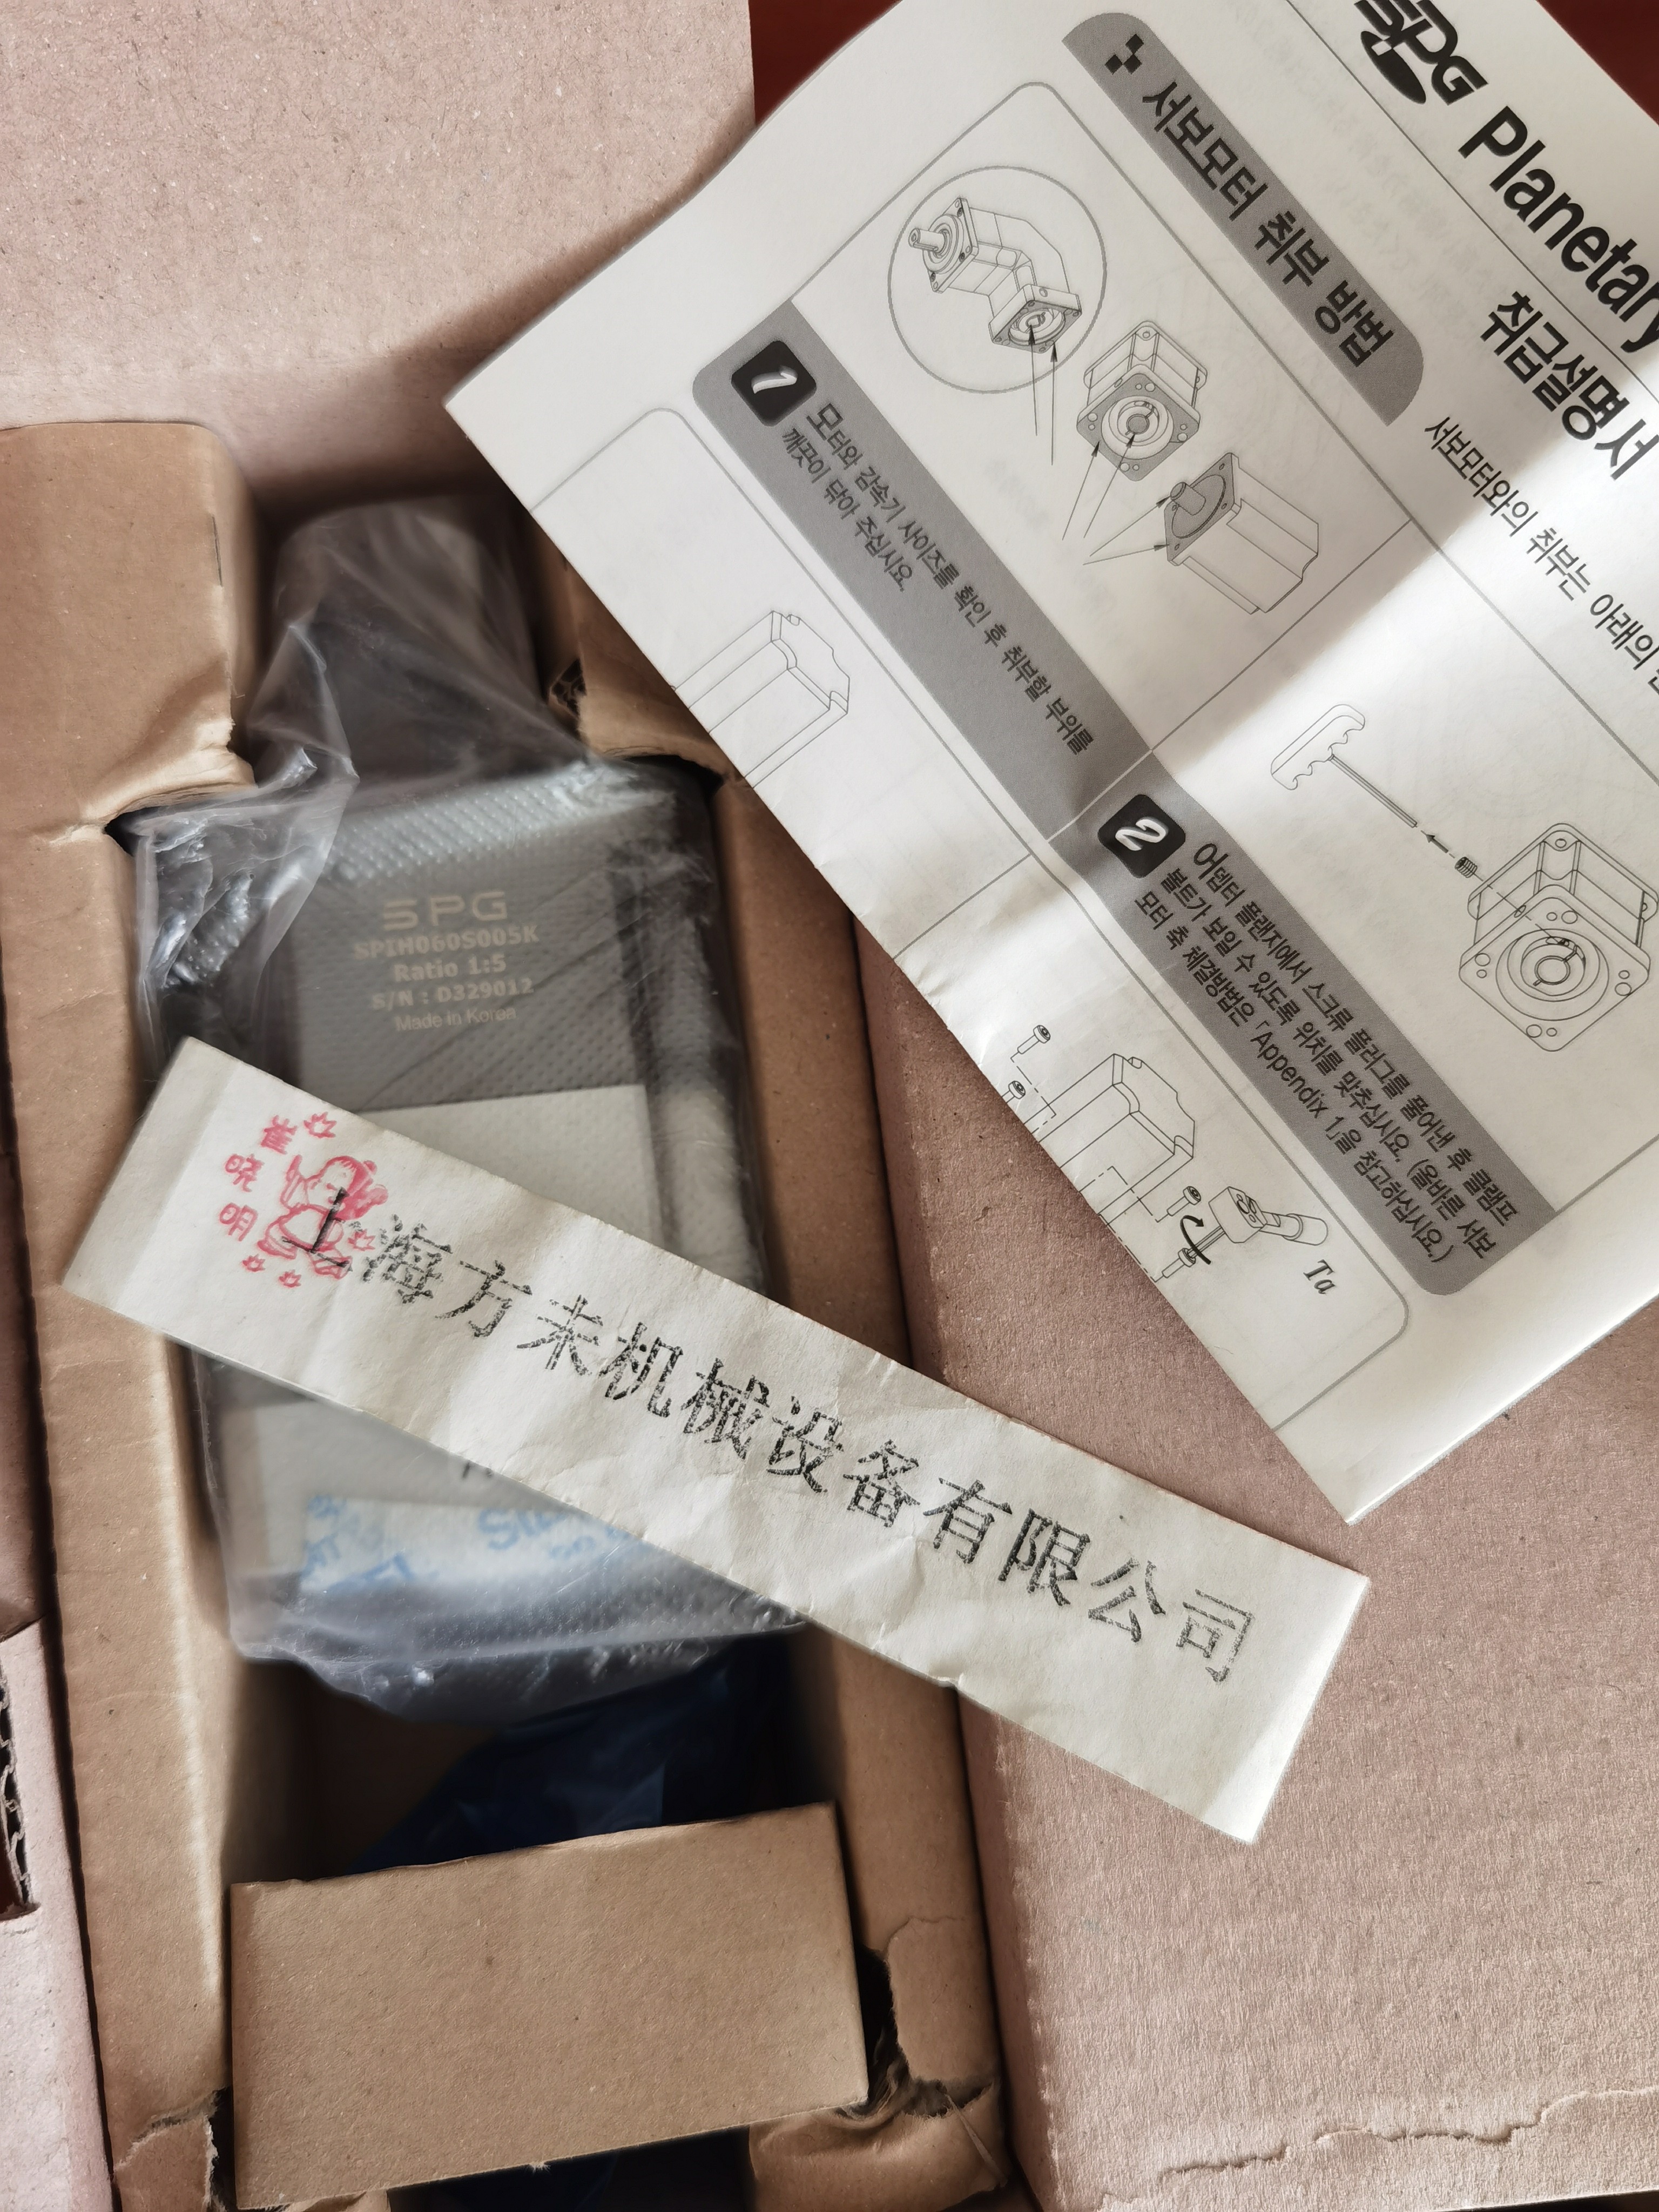 SPG Planetary
취급설명서
서보모터와의 취부는 아래의
서보모터 취부 방법
1 모터와 감속기 사이즈를 확인 후 취부할 부위를
깨끗이 닦아 주십시요.
2 어뎁터 플랜지에서 스크류 플러그를 풀어낸 후 클램프
볼트가 보일 수 있도록 위치를 맞추십시요. (올바른 서보
모터 축 체결방법은 「Appendix 1」을 참고하십시요.)
Ta
SPG
SPIH060S005K
Ratio 1:5
S/N : D329012
Made in Korea
崔晓明
上海方未机械设备有限公司